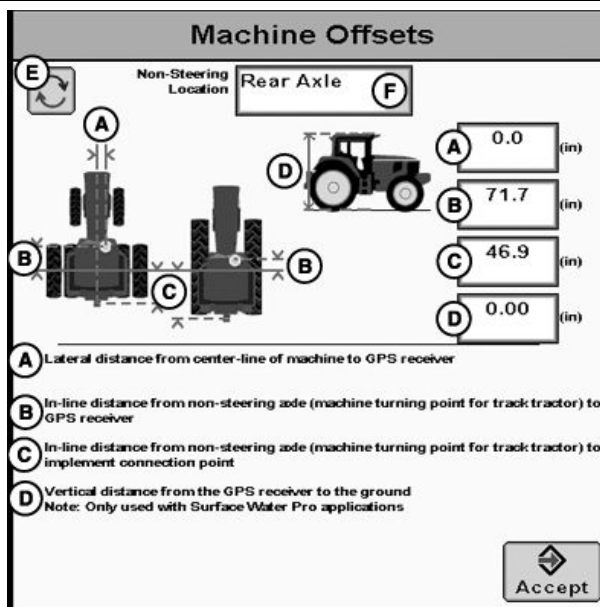 Machine Offsets
E
Non-Steering
Location
Rear Axle
F
A
D
A
0.0
(in)
B
71.7
(in)
B
B
C
C
46.9
(in)
D
0.00
(in)
A Lateral distance from center-line of machine to GPS receiver
B In-line distance from non-steering axle (machine turning point for track tractor) to
GPS receiver
C In-line distance from non-steering axle (machine turning point for track tractor) to
implement connection point
D Vertical distance from the GPS receiver to the ground
Note: Only used with Surface Water Pro applications
Accept